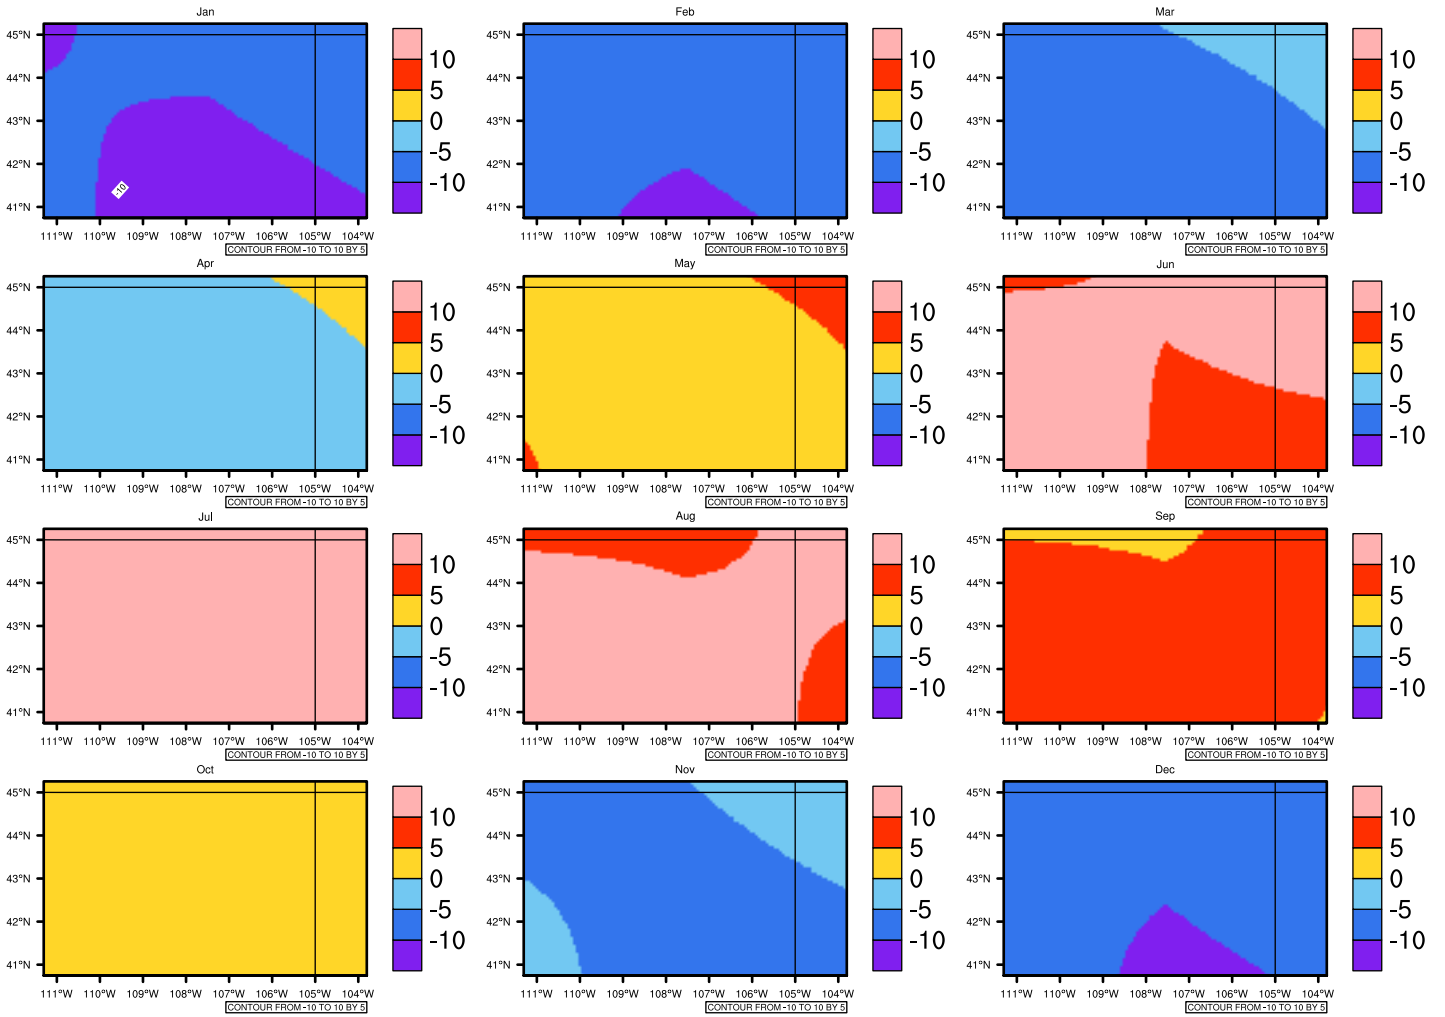 Jan Feb Mar
45°N 10 45°N 10 45°N 10
44°N 5 44°N 5 44°N 5
43°N 0 43°N 0 43°N 0
42°N -5 42°N -5 42°N -5
-10 -10 -10 -10
41°N 41°N 41°N
111°W 110°W 109°W 108°W 107°W 106°W 105°W 104°W 111°W 110°W 109°W 108°W 107°W 106°W 105°W 104°W 111°W 110°W 109°W 108°W 107°W 106°W 105°W 104°W
CONTOUR FROM -10 TO 10 BY 5 CONTOUR FROM -10 TO 10 BY 5 CONTOUR FROM -10 TO 10 BY 5
Apr May Jun
45°N 10 45°N 10 45°N 10
44°N 5 44°N 5 44°N 5
43°N 0 43°N 0 43°N 0
42°N -5 42°N -5 42°N -5
41°N -10 41°N -10 41°N -10
111°W 110°W 109°W 108°W 107°W 106°W 105°W 104°W 111°W 110°W 109°W 108°W 107°W 106°W 105°W 104°W 111°W 110°W 109°W 108°W 107°W 106°W 105°W 104°W
CONTOUR FROM -10 TO 10 BY 5 CONTOUR FROM -10 TO 10 BY 5 CONTOUR FROM -10 TO 10 BY 5
Jul Aug Sep
45°N 10 45°N 10 45°N 10
44°N 5 44°N 5 44°N 5
43°N 0 43°N 0 43°N 0
42°N -5 42°N -5 42°N -5
41°N -10 41°N -10 41°N -10
111°W 110°W 109°W 108°W 107°W 106°W 105°W 104°W 111°W 110°W 109°W 108°W 107°W 106°W 105°W 104°W 111°W 110°W 109°W 108°W 107°W 106°W 105°W 104°W
CONTOUR FROM -10 TO 10 BY 5 CONTOUR FROM -10 TO 10 BY 5 CONTOUR FROM -10 TO 10 BY 5
Oct Nov Dec
45°N 10 45°N 10 45°N 10
44°N 5 44°N 5 44°N 5
43°N 0 43°N 0 43°N 0
42°N -5 42°N -5 42°N -5
41°N -10 41°N -10 41°N -10
111°W 110°W 109°W 108°W 107°W 106°W 105°W 104°W 111°W 110°W 109°W 108°W 107°W 106°W 105°W 104°W 111°W 110°W 109°W 108°W 107°W 106°W 105°W 104°W
CONTOUR FROM -10 TO 10 BY 5 CONTOUR FROM -10 TO 10 BY 5 CONTOUR FROM -10 TO 10 BY 5